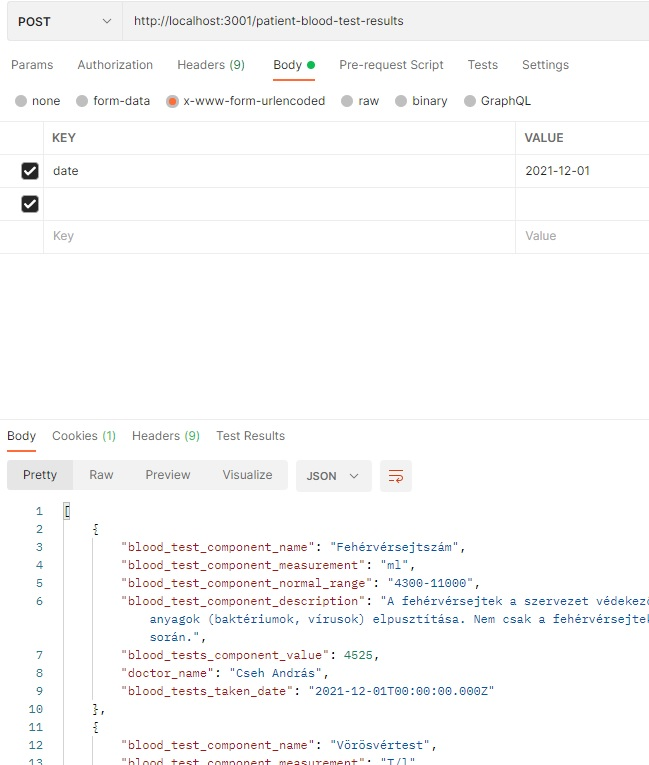 POST http://localhost:3001/patient-blood-test-results
Params Authorization Headers (9) Body Pre-request Script Tests Settings
none form-data x-www-form-urlencoded raw binary GraphQL
KEY VALUE
date 2021-12-01
Key Value
Body Cookies (1) Headers (9) Test Results
Pretty Raw Preview Visualize JSON
1 [
2 {
3 "blood_test_component_name": "Fehérvérsejtszám",
4 "blood_test_component_measurement": "ml",
5 "blood_test_component_normal_range": "4300-11000",
6 "blood_test_component_description": "A fehérvérsejtek a szervezet védekező
anyagok (baktériumok, vírusok) elpusztítása. Nem csak a fehérvérsejtek
során.",
7 "blood_tests_component_value": 4525,
8 "doctor_name": "Cseh András",
9 "blood_tests_taken_date": "2021-12-01T00:00:00.000Z"
10 },
11 {
12 "blood_test_component_name": "Vörösvértest",
13 "blood_test_component_measurement": "T/l"